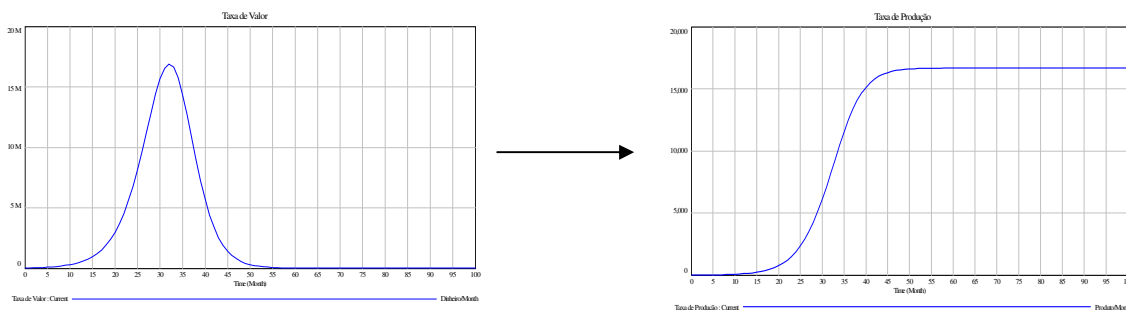 Taxa de Valor
20 M
15 M
10 M
5 M
0
0 5 10 15 20 25 30 35 40 45 50 55 60 65 70 75 80 85 90 95 100
Time (Month)
Taxa de Valor : Current
Dinheiro/Month
Taxa de Produção
20,000
15,000
10,000
5,000
0
0 5 10 15 20 25 30 35 40 45 50 55 60 65 70 75 80 85 90 95 100
Time (Month)
Taxa de Produção : Current
Produto/Mon